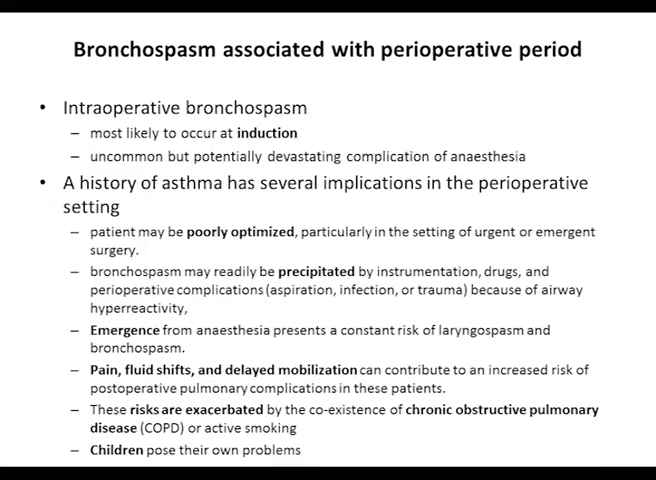 Bronchospasm associated with perioperative period
• Intraoperative bronchospasm
– most likely to occur at induction
– uncommon but potentially devastating complication of anaesthesia
• A history of asthma has several implications in the perioperative
setting
– patient may be poorly optimized, particularly in the setting of urgent or emergent
surgery.
– bronchospasm may readily be precipitated by instrumentation, drugs, and
perioperative complications (aspiration, infection, or trauma) because of airway
hyperreactivity,
– Emergence from anaesthesia presents a constant risk of laryngospasm and
bronchospasm.
– Pain, fluid shifts, and delayed mobilization can contribute to an increased risk of
postoperative pulmonary complications in these patients.
– These risks are exacerbated by the co-existence of chronic obstructive pulmonary
disease (COPD) or active smoking
– Children pose their own problems